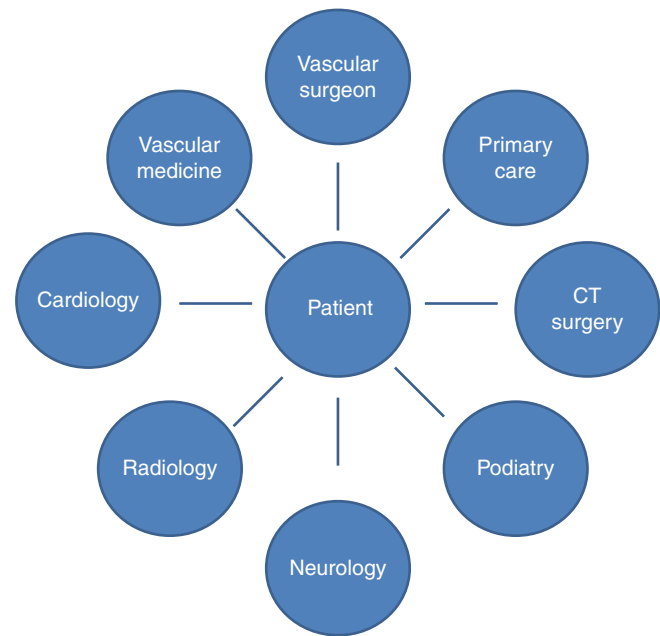 Vascular
surgeon
Vascular
medicine
Primary
care
Cardiology
Patient
CT
surgery
Radiology
Podiatry
Neurology